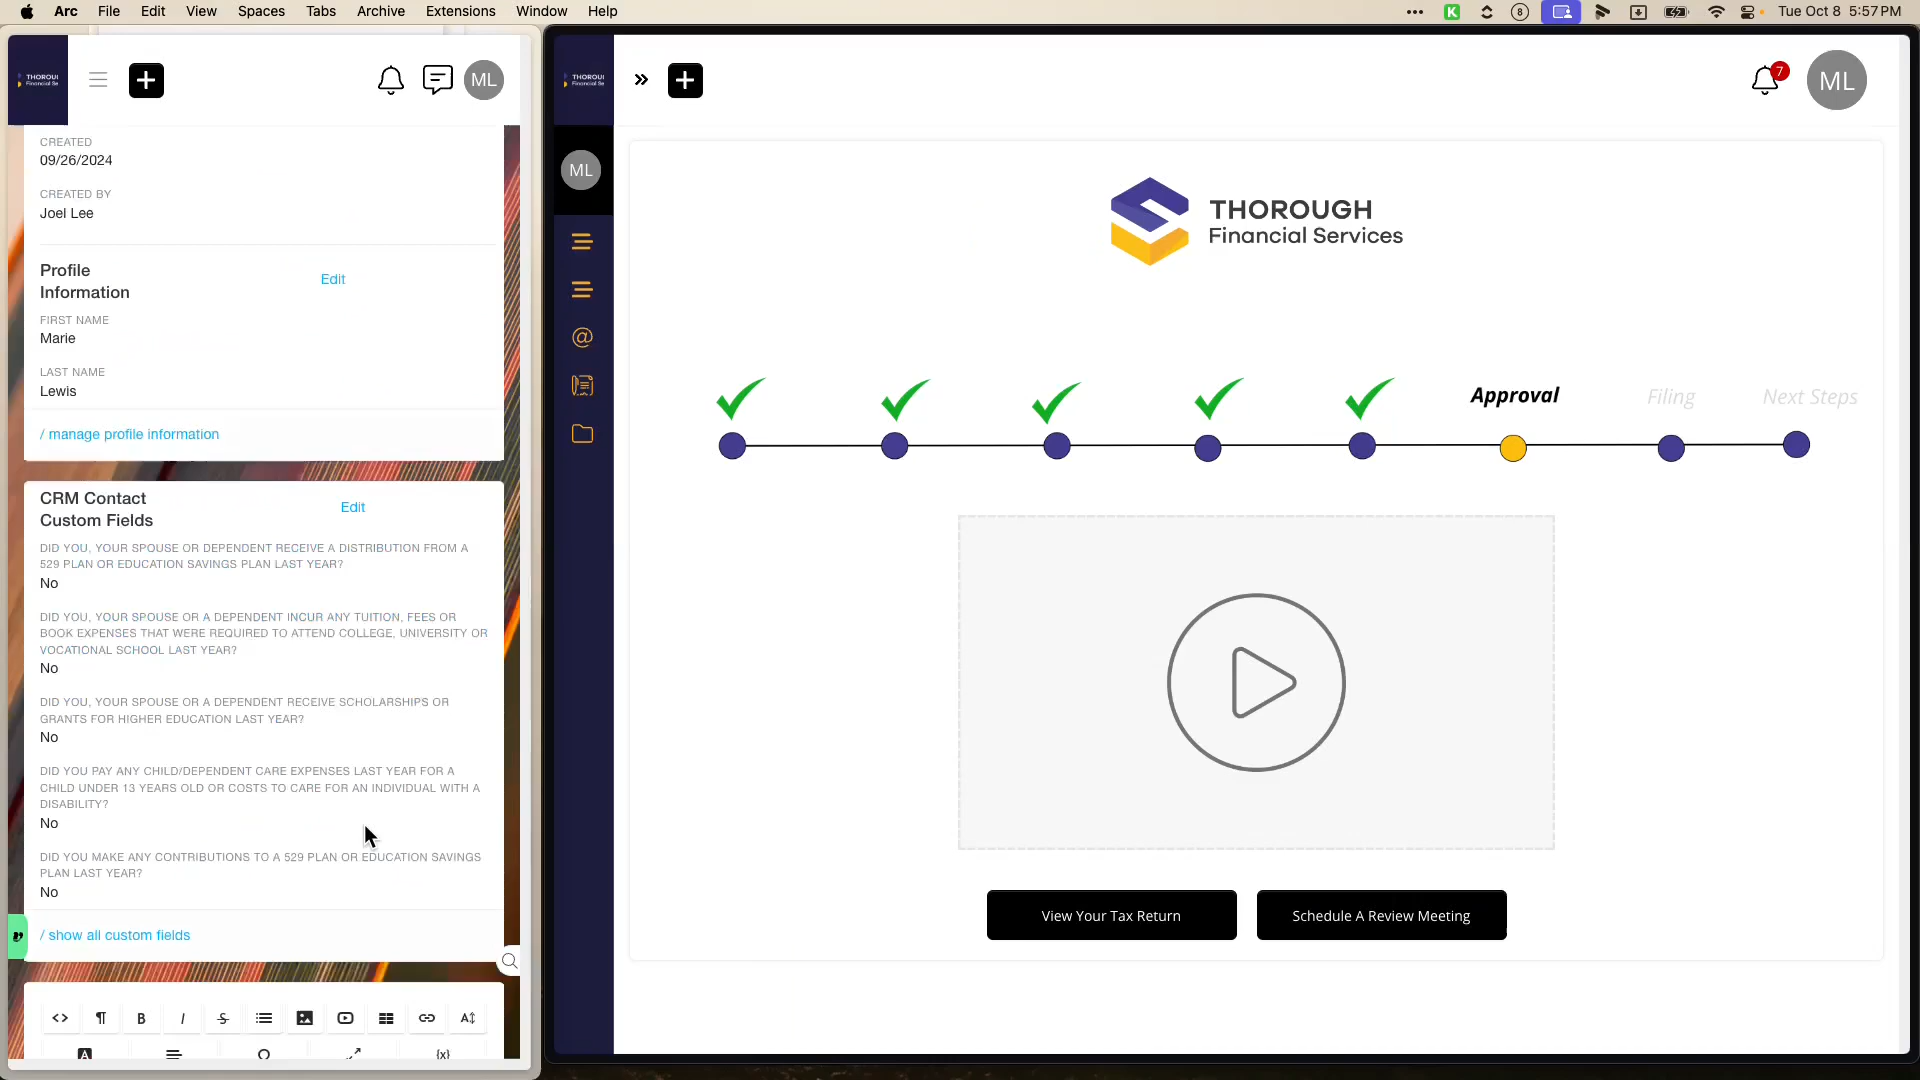 Arc File Edit View Spaces Tabs Archive Extensions Window Help
8
Tue Oct 8 5:57 PM
ML
CREATED
09/26/2024
CREATED BY
Joel Lee
Profile
Information
Edit
FIRST NAME
Marie
LAST NAME
Lewis
/ manage profile information
CRM Contact
Custom Fields
Edit
DID YOU, YOUR SPOUSE OR DEPENDENT RECEIVE A DISTRIBUTION FROM A
529 PLAN OR EDUCATION SAVINGS PLAN LAST YEAR?
No
DID YOU, YOUR SPOUSE OR A DEPENDENT INCUR ANY TUITION, FEES OR
BOOK EXPENSES THAT WERE REQUIRED TO ATTEND COLLEGE, UNIVERSITY OR
VOCATIONAL SCHOOL LAST YEAR?
No
DID YOU, YOUR SPOUSE OR A DEPENDENT RECEIVE SCHOLARSHIPS OR
GRANTS FOR HIGHER EDUCATION LAST YEAR?
No
DID YOU PAY ANY CHILD/DEPENDENT CARE EXPENSES LAST YEAR FOR A
CHILD UNDER 13 YEARS OLD OR COSTS TO CARE FOR AN INDIVIDUAL WITH A
DISABILITY?
No
DID YOU MAKE ANY CONTRIBUTIONS TO A 529 PLAN OR EDUCATION SAVINGS
PLAN LAST YEAR?
No
/ show all custom fields
7
ML
ML
THOROUGH
Financial Services
Approval
Filing
Next Steps
View Your Tax Return
Schedule A Review Meeting